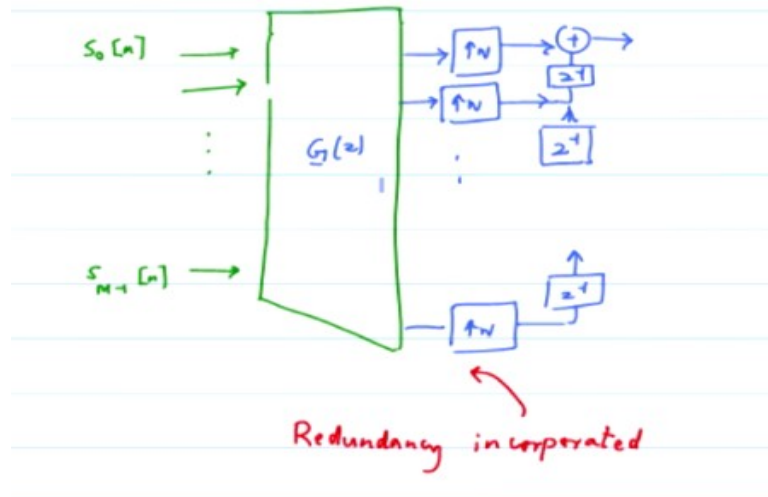 S₀[n]
↑N
+
z⁻¹
↑N
G(z)
z⁻¹
S_{M-1}[n]
z⁻¹
↑N
Redundancy incorporated